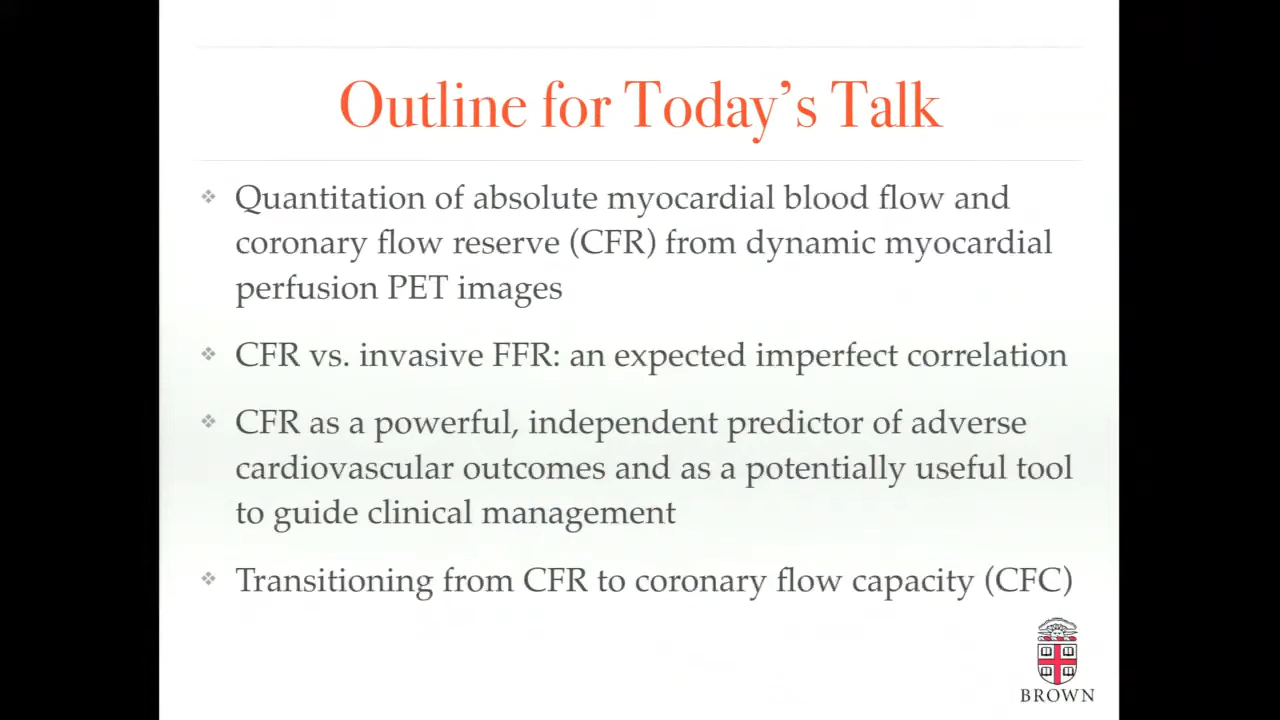 Outline for Today’s Talk
❖ Quantitation of absolute myocardial blood flow and
coronary flow reserve (CFR) from dynamic myocardial
perfusion PET images
❖ CFR vs. invasive FFR: an expected imperfect correlation
❖ CFR as a powerful, independent predictor of adverse
cardiovascular outcomes and as a potentially useful tool
to guide clinical management
❖ Transitioning from CFR to coronary flow capacity (CFC)
BROWN